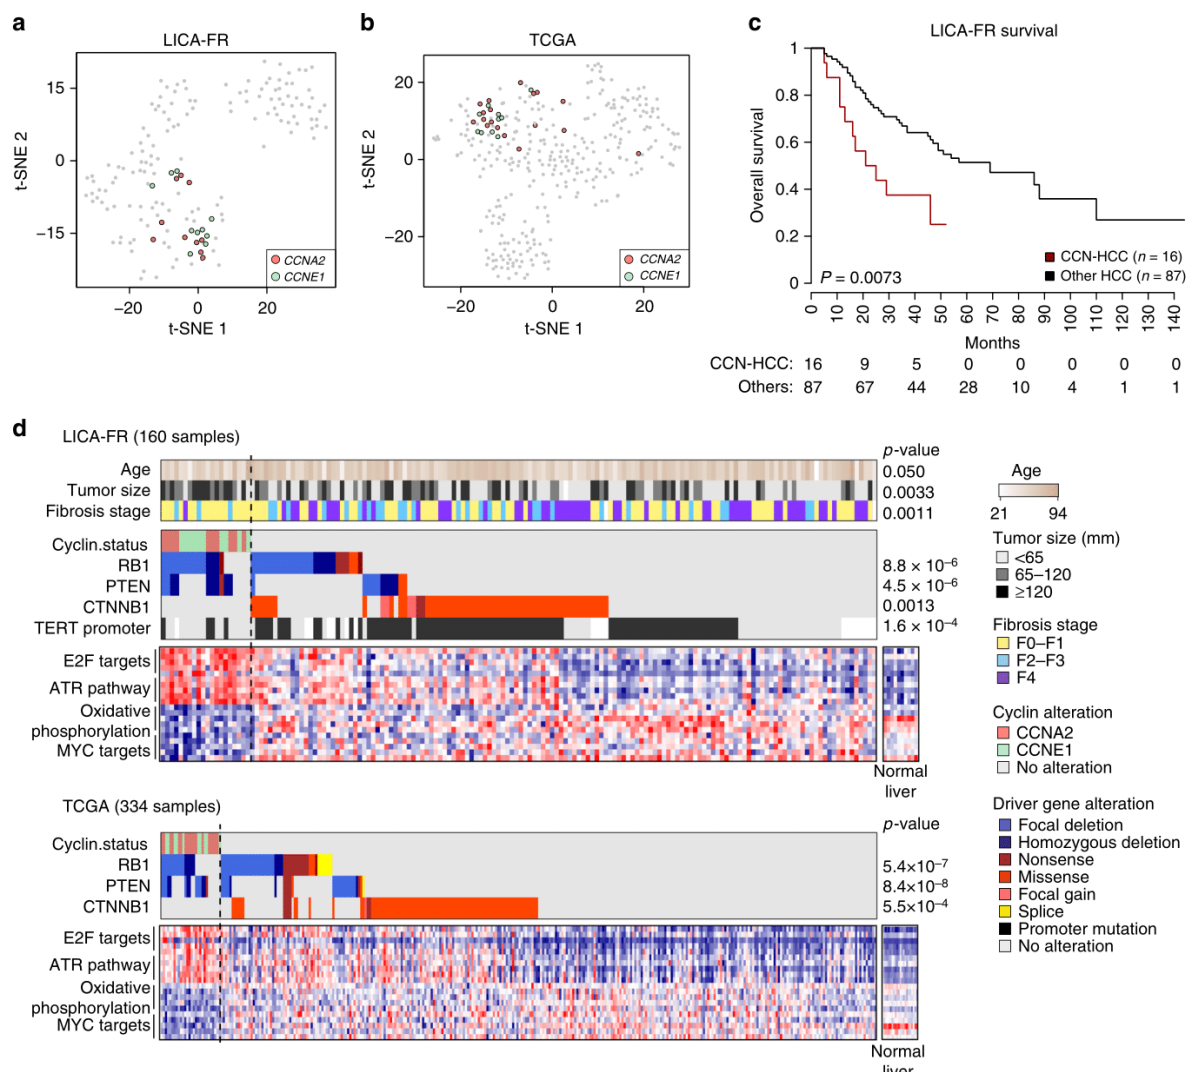 a
LICA-FR
t-SNE 2
15
0
−15
−20
0
20
t-SNE 1
CCNA2
CCNE1
b
TCGA
t-SNE 2
20
0
−20
−20
0
20
t-SNE 1
CCNA2
CCNE1
c
LICA-FR survival
Overall survival
1
0.8
0.6
0.4
0.2
0
CCN-HCC (n = 16)
Other HCC (n = 87)
P = 0.0073
0 10 20 30 40 50 60 70 80 90 100 110 120 130 140
Months
CCN-HCC: 16 9 5 0 0 0 0 0
Others: 87 67 44 28 10 4 1 1
d
LICA-FR (160 samples)
p-value
Age 0.050
Tumor size 0.0033
Fibrosis stage 0.0011
Cyclin.status
RB1 8.8 × 10−6
PTEN 4.5 × 10−6
CTNNB1 0.0013
TERT promoter 1.6 × 10−4
E2F targets
ATR pathway
Oxidative
phosphorylation
MYC targets
Normal
liver
TCGA (334 samples)
p-value
Cyclin.status
RB1 5.4×10−7
PTEN 8.4×10−8
CTNNB1 5.5×10−4
E2F targets
ATR pathway
Oxidative
phosphorylation
MYC targets
Normal
liver
Age
21 94
Tumor size (mm)
<65
65–120
≥120
Fibrosis stage
F0–F1
F2–F3
F4
Cyclin alteration
CCNA2
CCNE1
No alteration
Driver gene alteration
Focal deletion
Homozygous deletion
Nonsense
Missense
Focal gain
Splice
Promoter mutation
No alteration